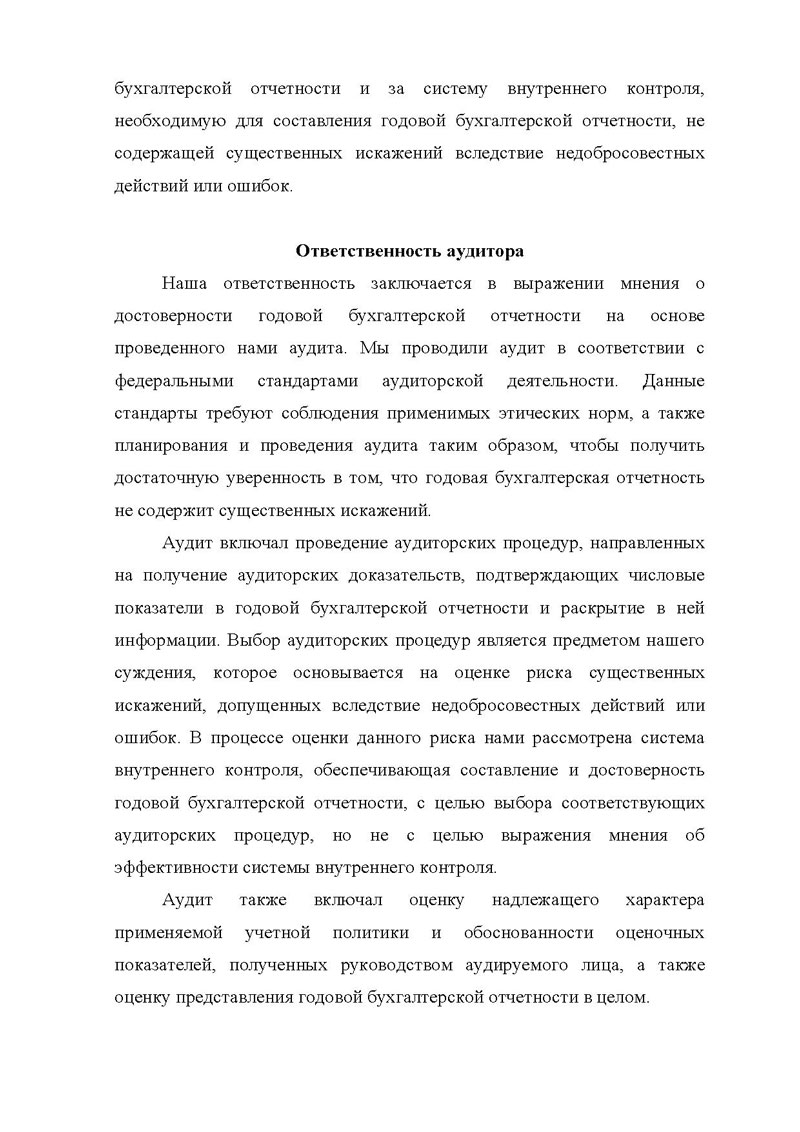 бухгалтерской отчетности и за систему внутреннего контроля,
необходимую для составления годовой бухгалтерской отчетности, не
содержащей существенных искажений вследствие недобросовестных
действий или ошибок.
Ответственность аудитора
Наша ответственность заключается в выражении мнения о
достоверности годовой бухгалтерской отчетности на основе
проведенного нами аудита. Мы проводили аудит в соответствии с
федеральными стандартами аудиторской деятельности. Данные
стандарты требуют соблюдения применимых этических норм, а также
планирования и проведения аудита таким образом, чтобы получить
достаточную уверенность в том, что годовая бухгалтерская отчетность
не содержит существенных искажений.
Аудит включал проведение аудиторских процедур, направленных
на получение аудиторских доказательств, подтверждающих числовые
показатели в годовой бухгалтерской отчетности и раскрытие в ней
информации. Выбор аудиторских процедур является предметом нашего
суждения, которое основывается на оценке риска существенных
искажений, допущенных вследствие недобросовестных действий или
ошибок. В процессе оценки данного риска нами рассмотрена система
внутреннего контроля, обеспечивающая составление и достоверность
годовой бухгалтерской отчетности, с целью выбора соответствующих
аудиторских процедур, но не с целью выражения мнения об
эффективности системы внутреннего контроля.
Аудит также включал оценку надлежащего характера
применяемой учетной политики и обоснованности оценочных
показателей, полученных руководством аудируемого лица, а также
оценку представления годовой бухгалтерской отчетности в целом.